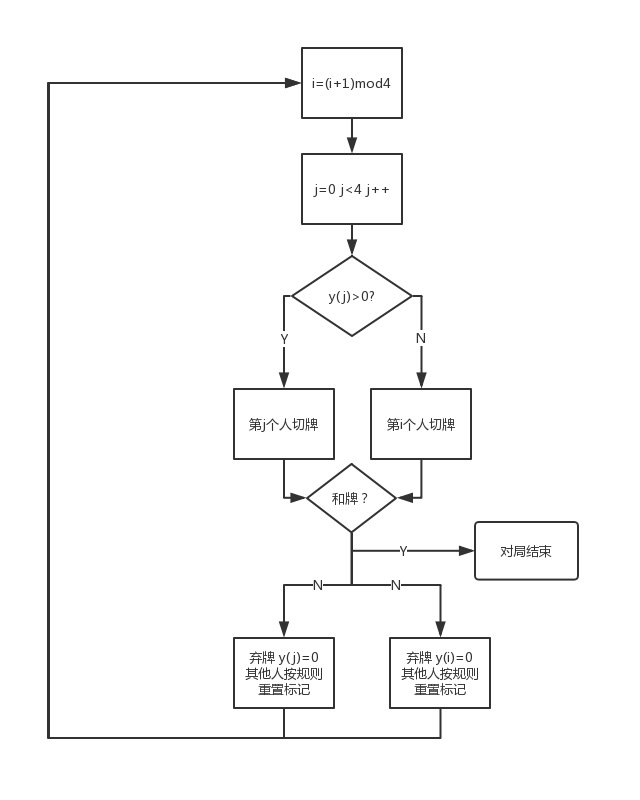 i=(i+1)mod4
j=0 j<4 j++
y(j)>0?
Y
N
第j个人切牌
第i个人切牌
和牌？
Y
对局结束
N
N
弃牌 y(j)=0
其他人按规则
重置标记
弃牌 y(i)=0
其他人按规则
重置标记